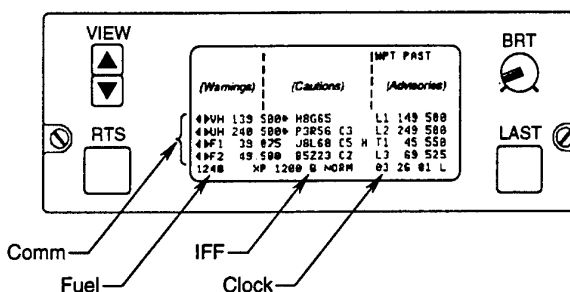 VIEW
BRT
WPT PAST
(Warnings) (Cautions) (Advisories)
RTS
LAST
◄►VH 139 500* H8G65 L1 149 500
◄►UH 240 500* P3R56 C3 L2 249 500
◄►F1 39 025 J8L68 C5 H T1 45 550
◄►F2 49 500 B5Z23 C2 L3 69 525
1240 XP 1200 B NORM 03 26 01 L
Comm
Fuel
IFF
Clock